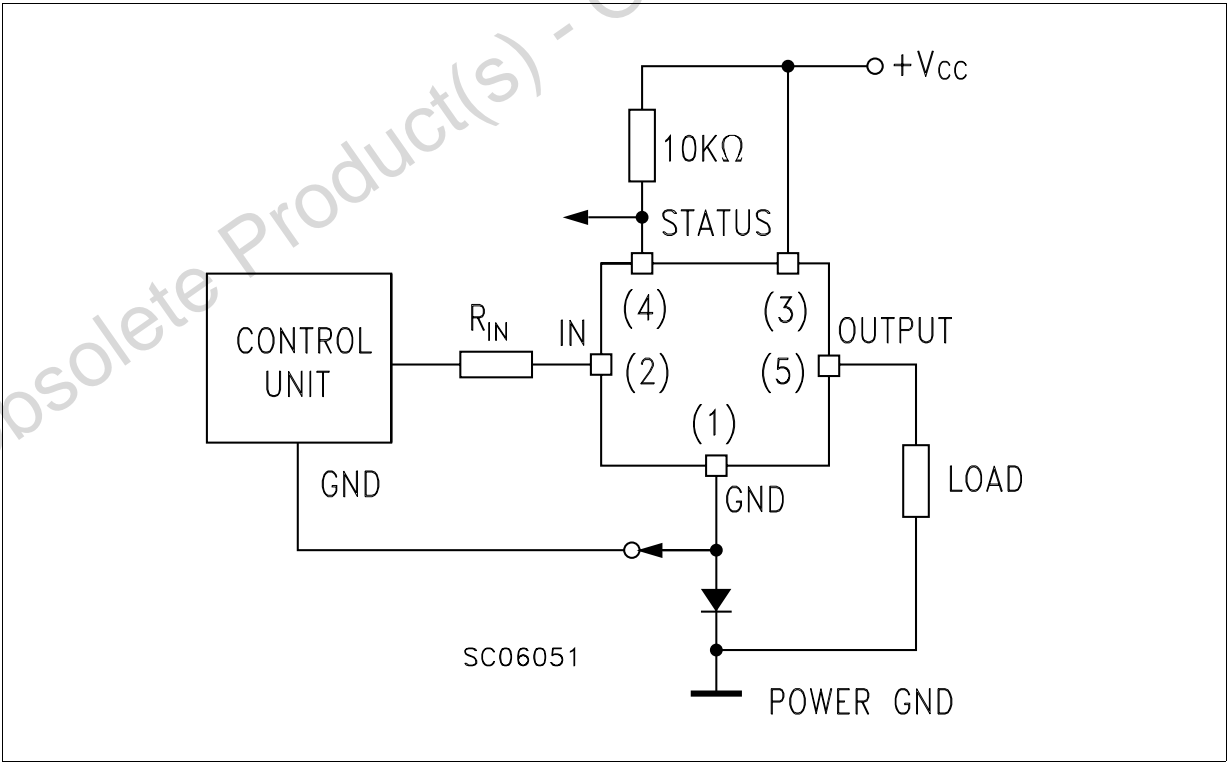 bsolete Product(s) - O
+VCC
10KΩ
STATUS
(4)
(3)
RIN
IN
OUTPUT
CONTROL
UNIT
(2)
(5)
(1)
GND
LOAD
GND
SC06051
POWER GND